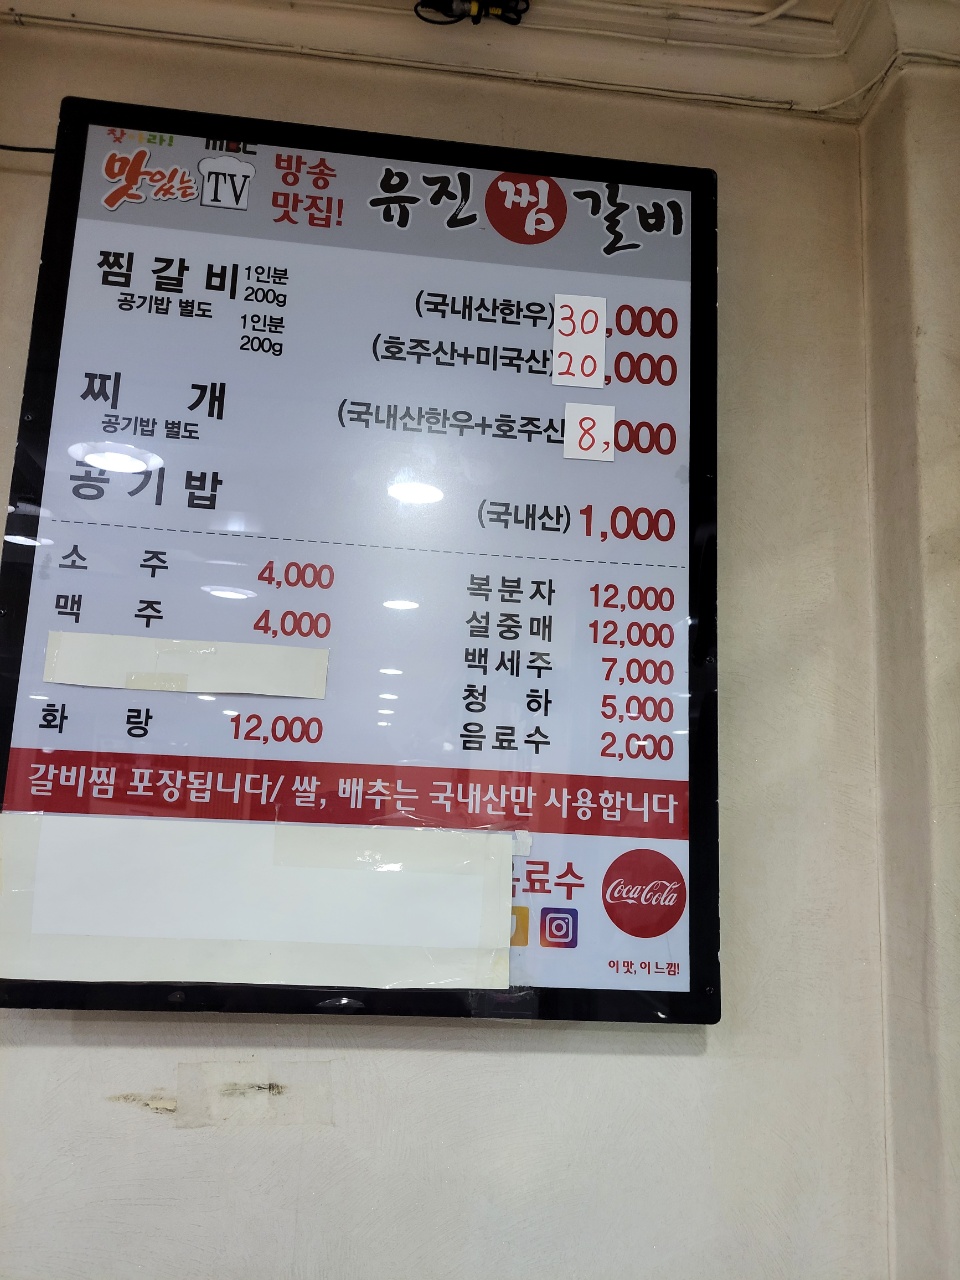 찾아라! MBC
맛있는 TV 방송 맛집! 유진찜갈비
찜갈비 1인분 200g (국내산한우) 30,000
공기밥 별도
1인분 200g (호주산+미국산) 20,000
찌개 (국내산한우+호주산 8,000
공기밥 별도
공기밥 (국내산) 1,000
소주 4,000
맥주 4,000
화랑 12,000
복분자 12,000
설중매 12,000
백세주 7,000
청하 5,000
음료수 2,000
갈비찜 포장됩니다/ 쌀, 배추는 국내산만 사용합니다
음료수 Coca-Cola
이 맛, 이 느낌!